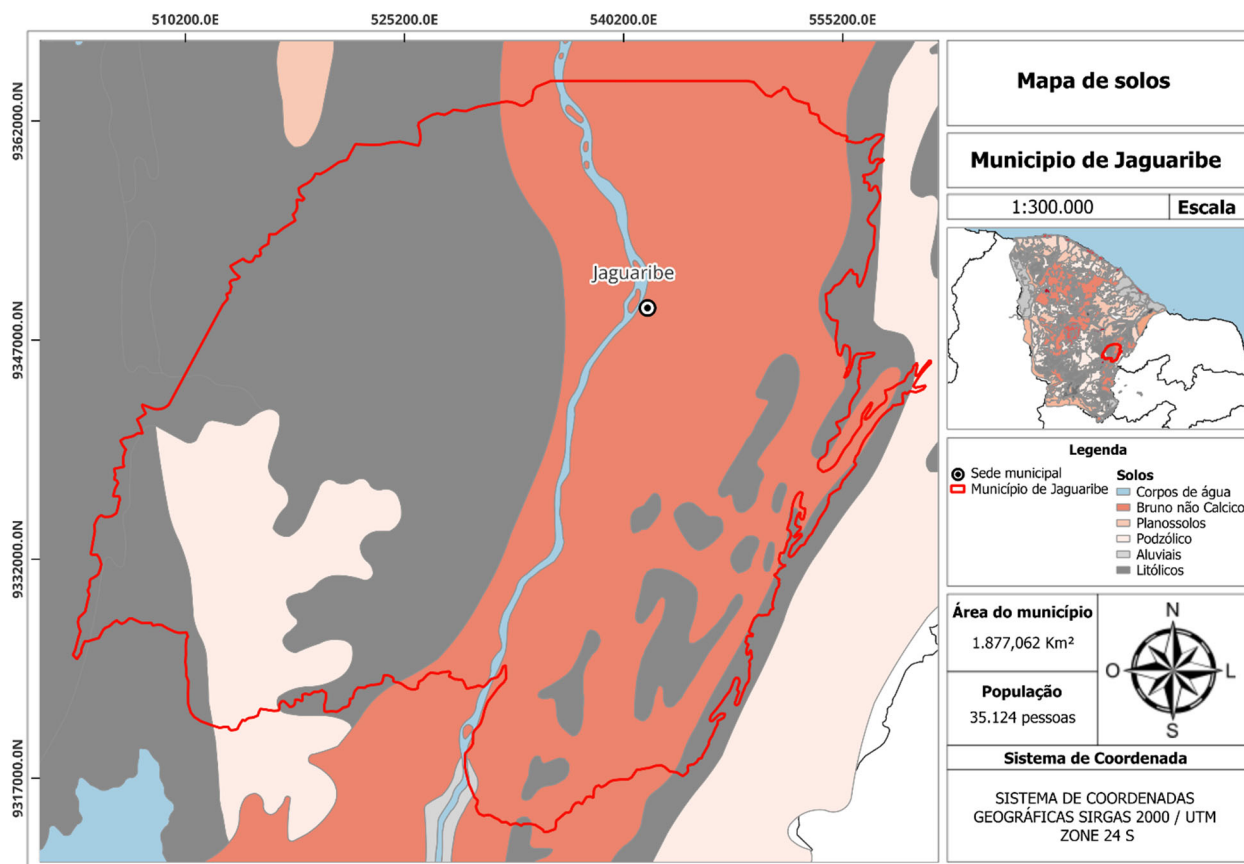 510200.0E
525200.0E
540200.0E
555200.0E
9362000.0N
9347000.0N
9332000.0N
9317000.0N
Jaguaribe
Mapa de solos
Municipio de Jaguaribe
1:300.000
Escala
Legenda
Sede municipal
Município de Jaguaribe
Solos
Corpos de água
Bruno não Calcico
Planossolos
Podzólico
Aluviais
Litólicos
Área do município
1.877,062 Km²
População
35.124 pessoas
N
O
L
S
Sistema de Coordenada
SISTEMA DE COORDENADAS
GEOGRÁFICAS SIRGAS 2000 / UTM
ZONE 24 S